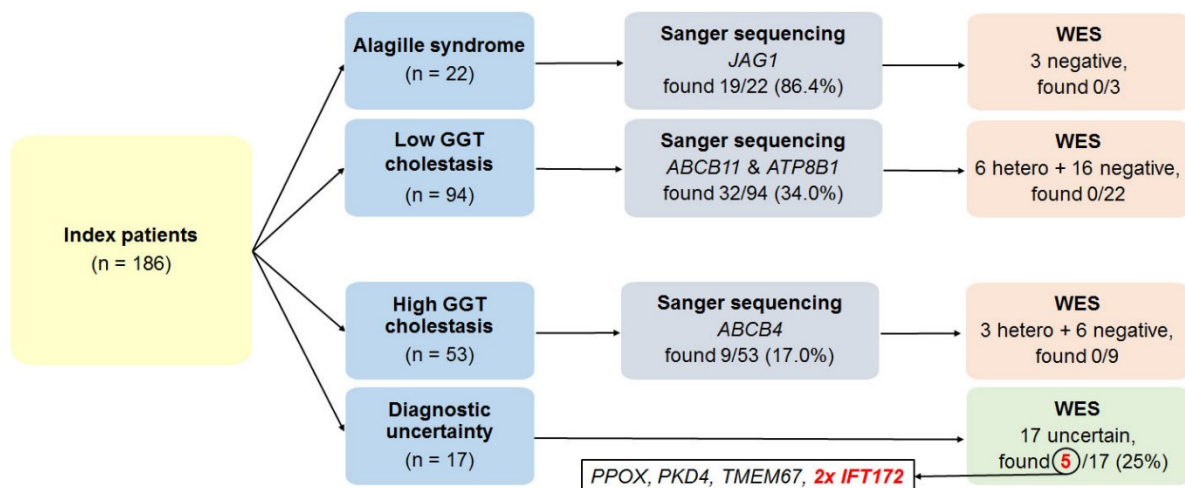 Index patients
(n = 186)
Alagille syndrome
(n = 22)
Sanger sequencing
JAG1
found 19/22 (86.4%)
WES
3 negative,
found 0/3
Low GGT
cholestasis
(n = 94)
Sanger sequencing
ABCB11 & ATP8B1
found 32/94 (34.0%)
WES
6 hetero + 16 negative,
found 0/22
High GGT
cholestasis
(n = 53)
Sanger sequencing
ABCB4
found 9/53 (17.0%)
WES
3 hetero + 6 negative,
found 0/9
Diagnostic
uncertainty
(n = 17)
WES
17 uncertain,
found 5/17 (25%)
PPOX, PKD4, TMEM67, 2x IFT172